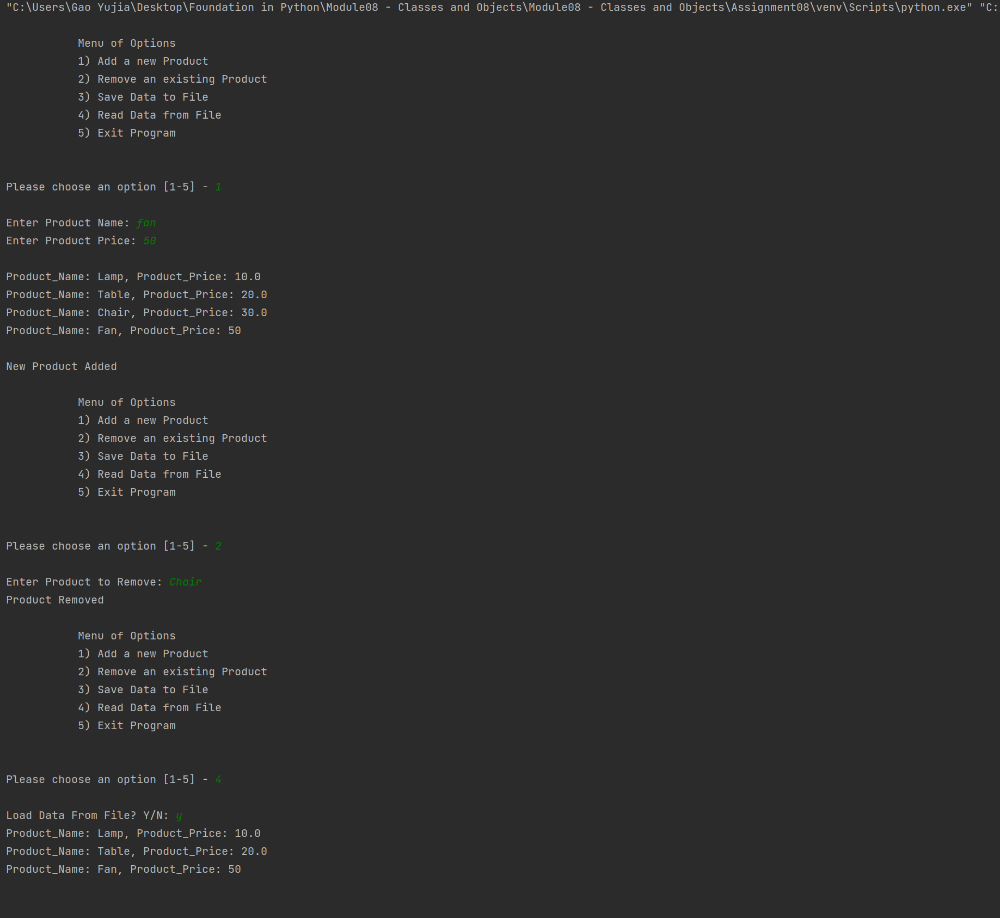 "C:\Users\Gao Yujia\Desktop\Foundation in Python\Module08 - Classes and Objects\Module08 - Classes and Objects\Assignment08\venv\Scripts\python.exe" "C:
Menu of Options
1) Add a new Product
2) Remove an existing Product
3) Save Data to File
4) Read Data from File
5) Exit Program
Please choose an option [1-5] - 1
Enter Product Name: fan
Enter Product Price: 50
Product_Name: Lamp, Product_Price: 10.0
Product_Name: Table, Product_Price: 20.0
Product_Name: Chair, Product_Price: 30.0
Product_Name: Fan, Product_Price: 50
New Product Added
Menu of Options
1) Add a new Product
2) Remove an existing Product
3) Save Data to File
4) Read Data from File
5) Exit Program
Please choose an option [1-5] - 2
Enter Product to Remove: Chair
Product Removed
Menu of Options
1) Add a new Product
2) Remove an existing Product
3) Save Data to File
4) Read Data from File
5) Exit Program
Please choose an option [1-5] - 4
Load Data From File? Y/N: y
Product_Name: Lamp, Product_Price: 10.0
Product_Name: Table, Product_Price: 20.0
Product_Name: Fan, Product_Price: 50